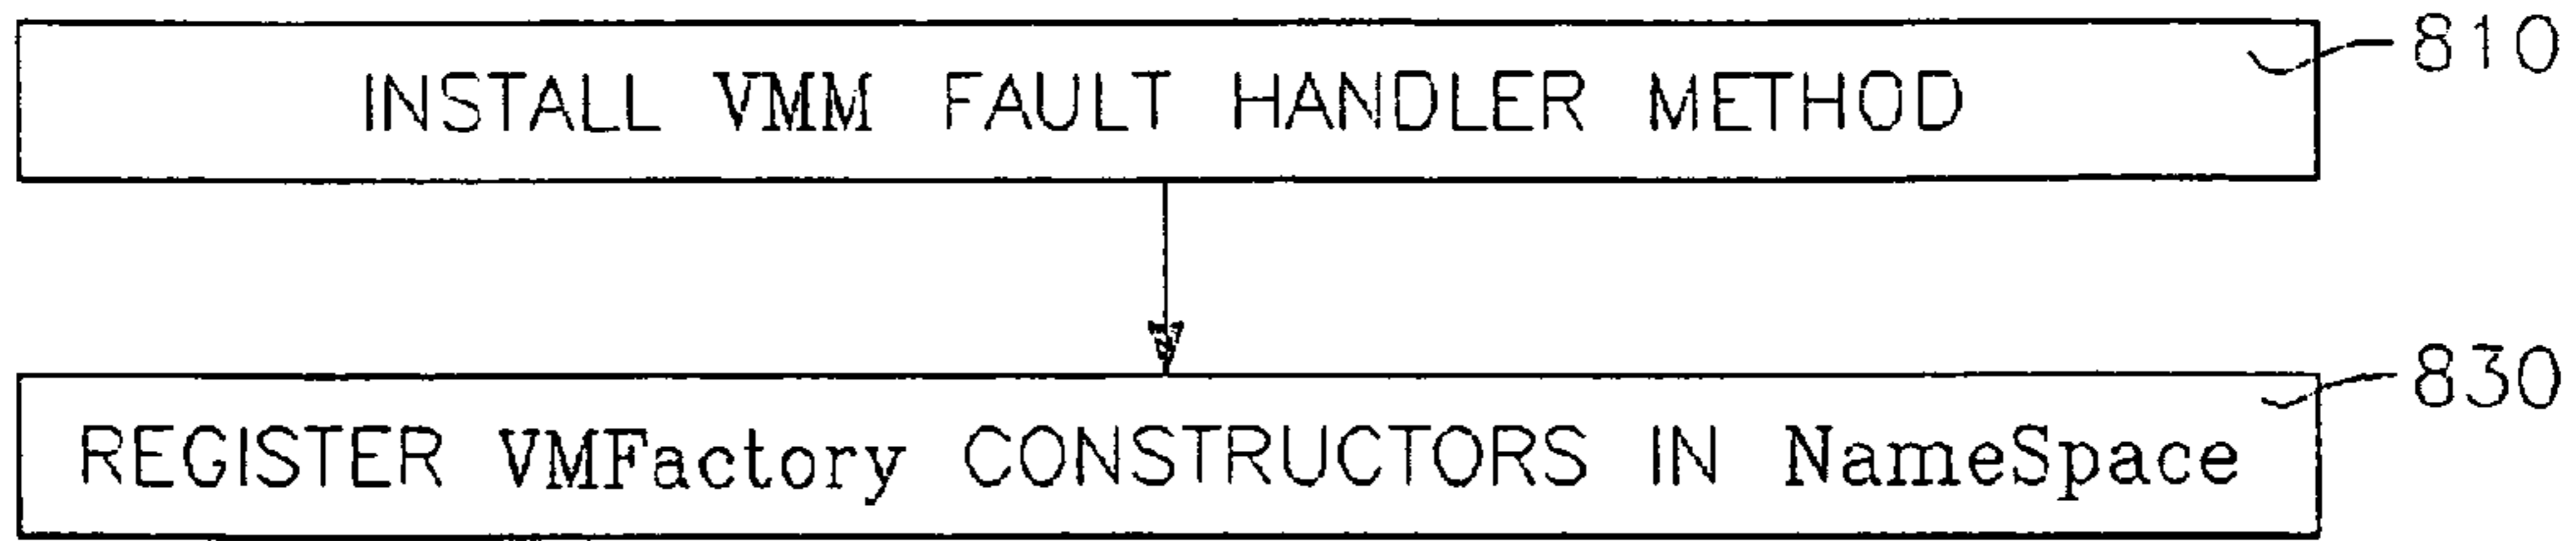 INSTALL VMM FAULT HANDLER METHOD
810
REGISTER VMFactory CONSTRUCTORS IN NameSpace
830